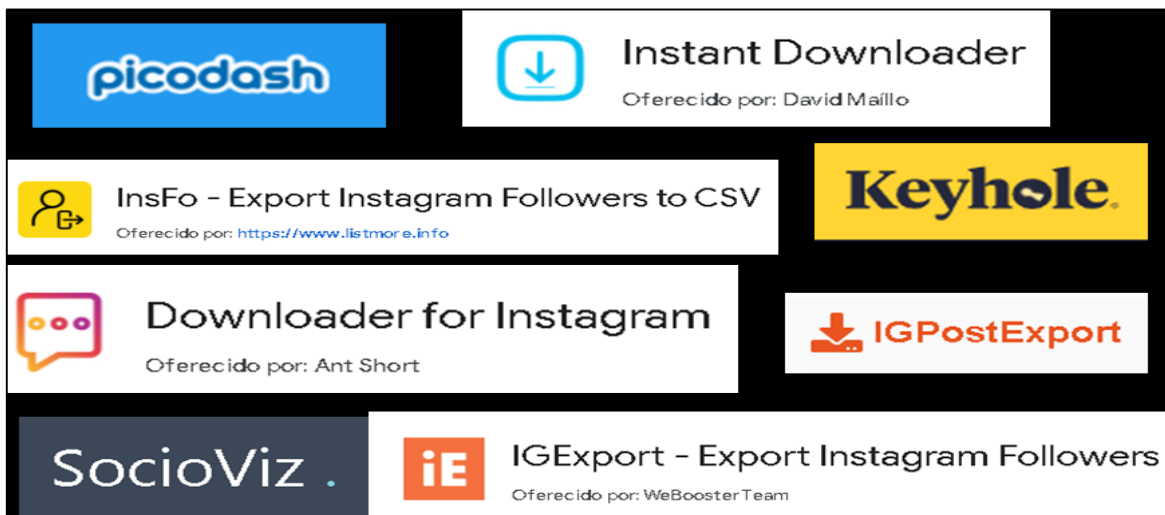 picodash
Instant Downloader
Oferecido por: David Maíllo
InsFo - Export Instagram Followers to CSV
Oferecido por: https://www.listmore.info
Keyhole.
Downloader for Instagram
Oferecido por: Ant Short
IGPostExport
SocioViz .
iE
IGExport - Export Instagram Followers
Oferecido por: WeBoosterTeam